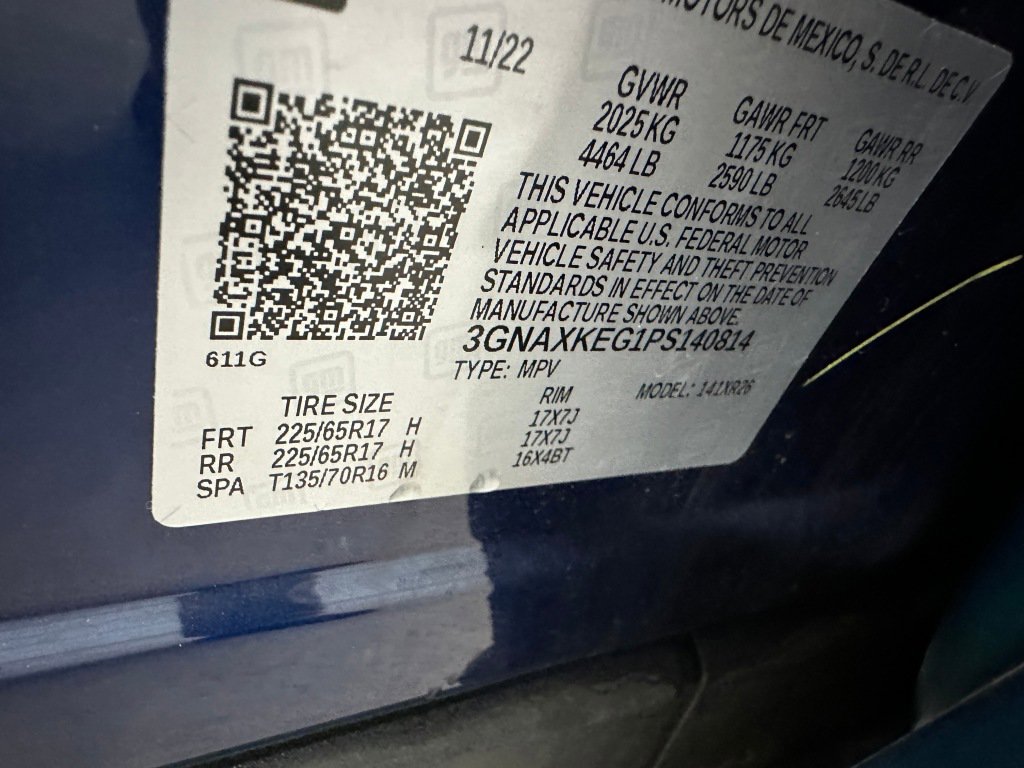 MOTORS DE MEXICO, S. DE R.L. DE C.V.
11/22
GVWR GAWR FRT GAWR RR
2025 KG 1175 KG 1200 KG
4464 LB 2590 LB 2645 LB
THIS VEHICLE CONFORMS TO ALL
APPLICABLE U.S. FEDERAL MOTOR
VEHICLE SAFETY AND THEFT PREVENTION
STANDARDS IN EFFECT ON THE DATE OF
MANUFACTURE SHOWN ABOVE.
3GNAXKEG1PS140814
611G
TYPE: MPV MODEL: 1XR26
TIRE SIZE RIM
FRT 225/65R17 H 17X7J
RR 225/65R17 H 17X7J
SPA T135/70R16 M 16X4BT